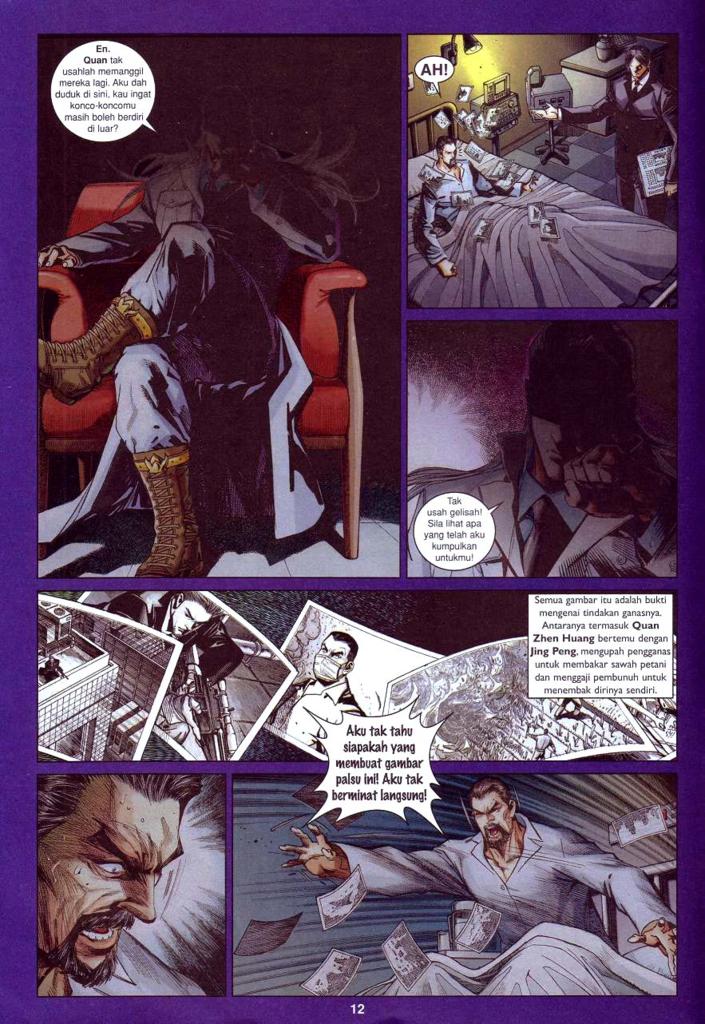 En.
Quan tak
usahlah memanggil
mereka lagi. Aku dah
duduk di sini, kau ingat
konco-koncomu
masih boleh berdiri
di luar?
AH!
Tak
usah gelisah!
Sila lihat apa
yang telah aku
kumpulkan
untukmu!
Semua gambar itu adalah bukti
mengenai tindakan ganasnya.
Antaranya termasuk Quan
Zhen Huang bertemu dengan
Jing Peng, mengupah pengganas
untuk membakar sawah petani
dan menggaji pembunuh untuk
menembak dirinya sendiri.
Aku tak tahu
siapakah yang
membuat gambar
palsu ini! Aku tak
berminat langsung!
12